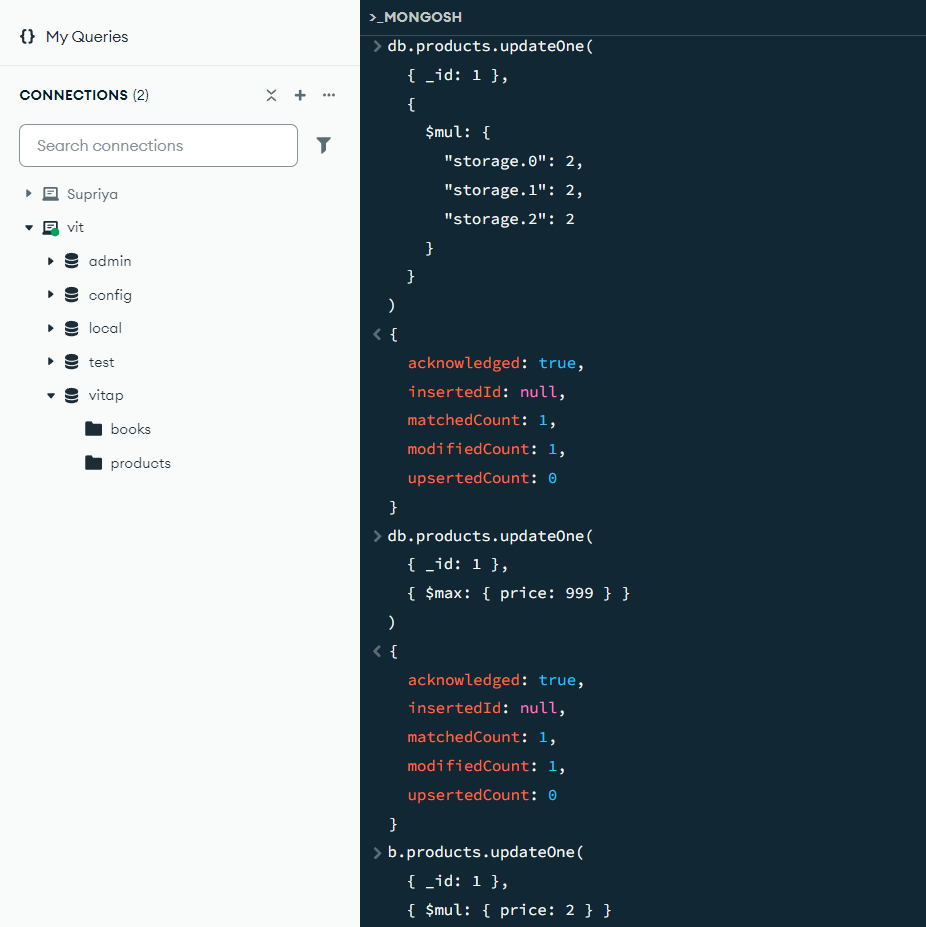 {} My Queries
CONNECTIONS (2)
Search connections
Supriya
vit
admin
config
local
test
vitap
books
products
>_MONGOSH
db.products.updateOne(
{ _id: 1 },
{
$mul: {
"storage.0": 2,
"storage.1": 2,
"storage.2": 2
}
}
)
{
acknowledged: true,
insertedId: null,
matchedCount: 1,
modifiedCount: 1,
upsertedCount: 0
}
db.products.updateOne(
{ _id: 1 },
{ $max: { price: 999 } }
)
{
acknowledged: true,
insertedId: null,
matchedCount: 1,
modifiedCount: 1,
upsertedCount: 0
}
b.products.updateOne(
{ _id: 1 },
{ $mul: { price: 2 } }